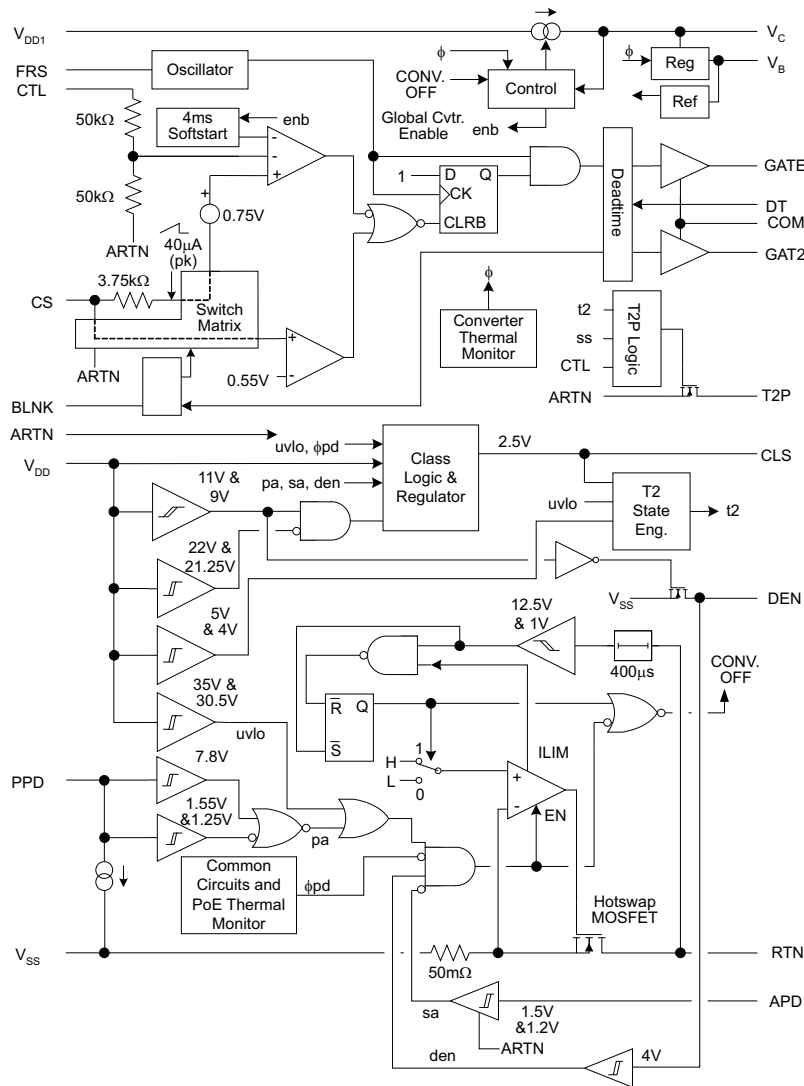 V_DD1
V_C
FRS
Oscillator
ϕ
CONV.
OFF
Control
ϕ
Reg
V_B
Ref
CTL
50kΩ
4ms
Softstart
enb
Global Cvtr.
Enable
enb
-
-
+
50kΩ
+
0.75V
1
D
Q
CK
CLRB
Deadtime
GATE
DT
COM
GAT2
ARTN
40μA
(pk)
3.75kΩ
CS
Switch
Matrix
ϕ
Converter
Thermal
Monitor
t2
ss
CTL
T2P Logic
+
-
0.55V
ARTN
BLNK
ARTN
T2P
ARTN
uvlo, ϕpd
pa, sa, den
Class
Logic &
Regulator
2.5V
CLS
V_DD
11V &
9V
uvlo
T2
State
Eng.
t2
22V &
21.25V
V_SS
DEN
5V
& 4V
12.5V
& 1V
400μs
CONV.
OFF
35V &
30.5V
uvlo
R
Q
S
H
1
L
0
ILIM
+
-
EN
PPD
7.8V
1.55V
&1.25V
pa
Common
Circuits and
PoE Thermal
Monitor
ϕpd
Hotswap
MOSFET
V_SS
50mΩ
RTN
sa
1.5V
&1.2V
APD
ARTN
den
4V